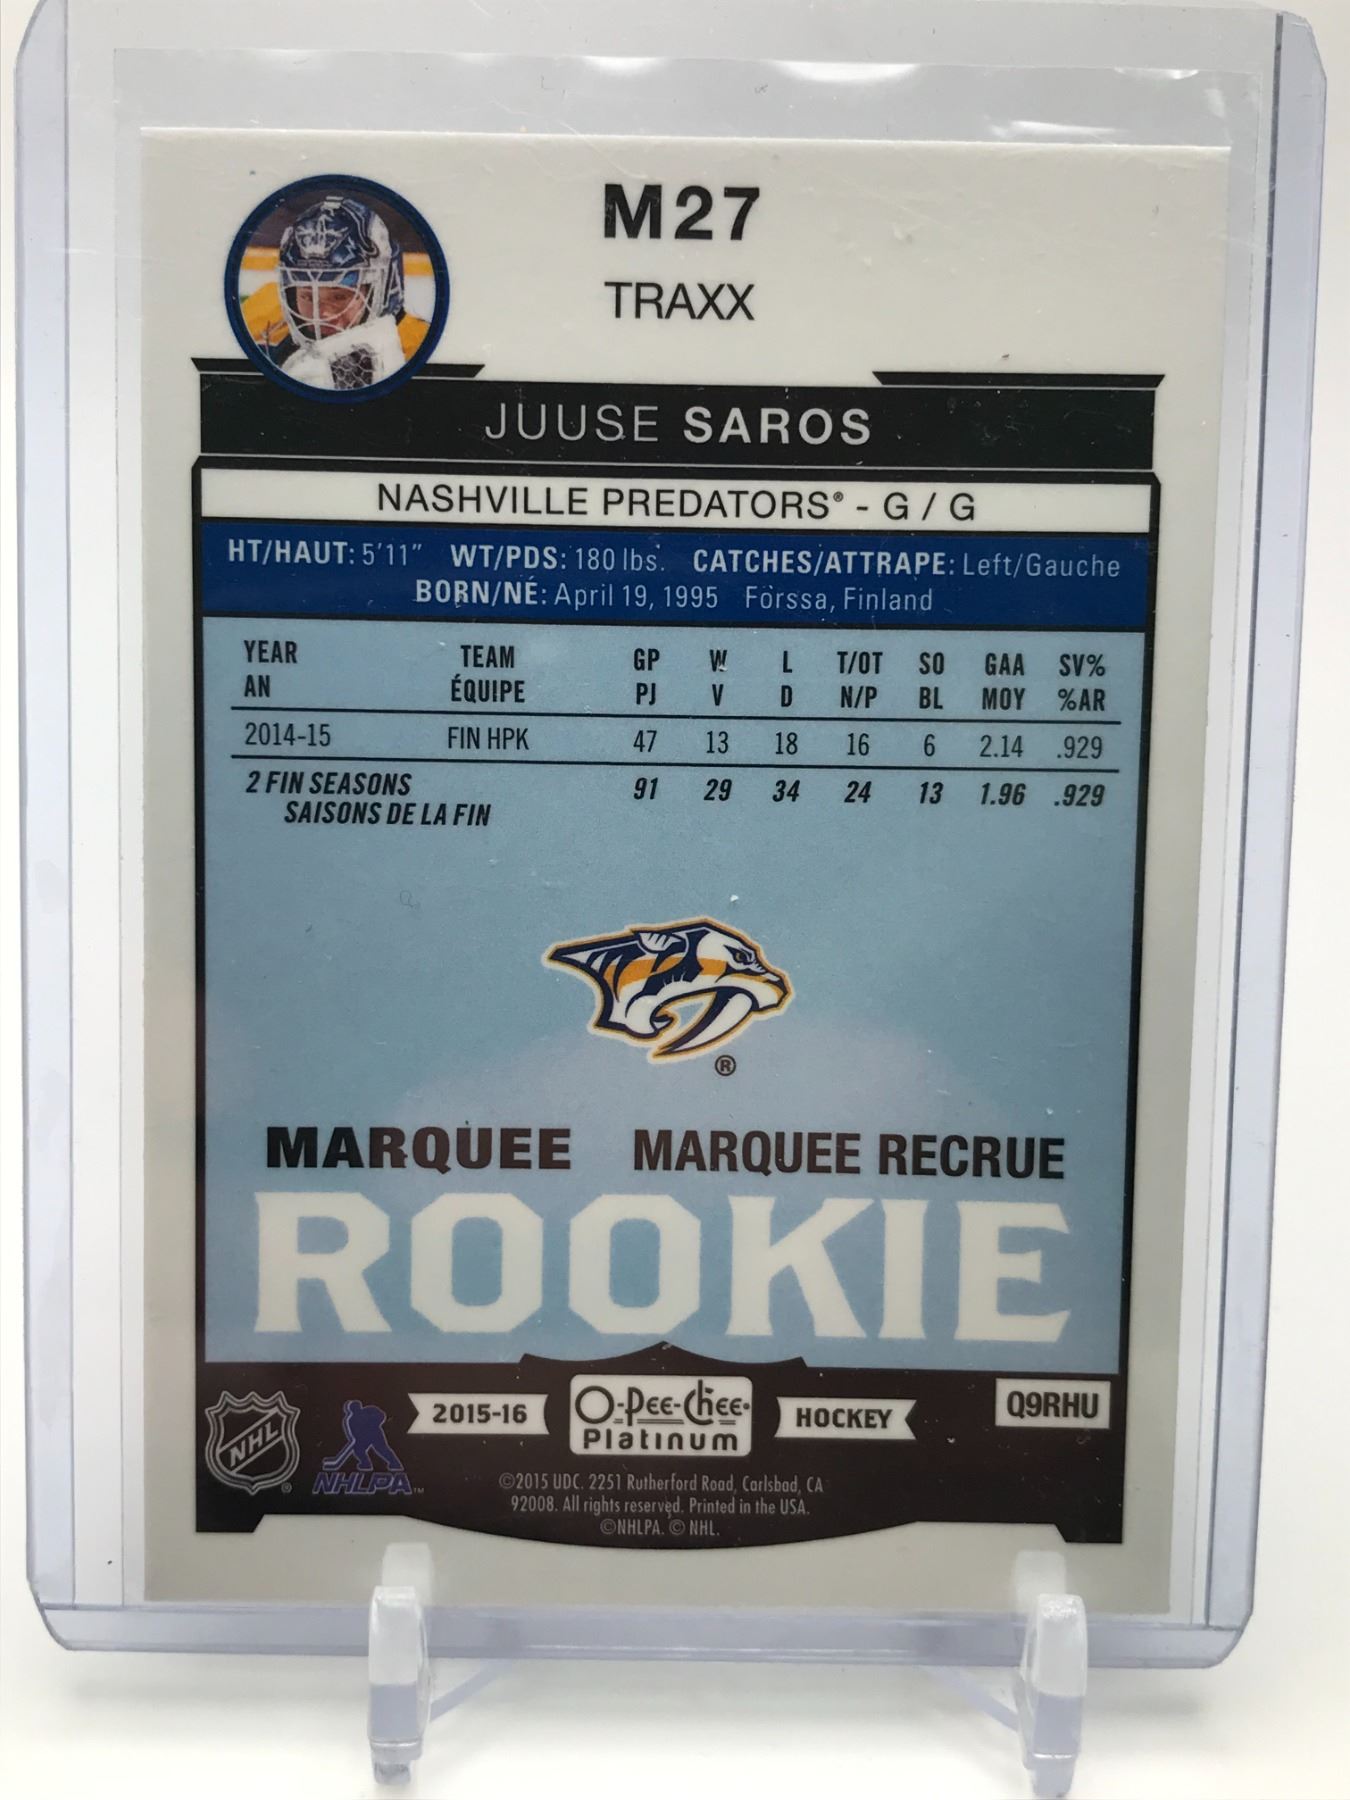 M27
TRAXX
JUUSE SAROS
NASHVILLE PREDATORS® - G / G
HT/HAUT: 5'11" WT/PDS: 180 lbs. CATCHES/ATTRAPE: Left/Gauche
BORN/NÉ: April 19, 1995 Forssa, Finland
YEAR TEAM GP W L T/OT SO GAA SV%
AN ÉQUIPE PJ V D N/P BL MOY %AR
2014-15 FIN HPK 47 13 18 16 6 2.14 .929
2 FIN SEASONS 91 29 34 24 13 1.96 .929
SAISONS DE LA FIN
®
MARQUEE MARQUEE RECRUE
ROOKIE
NHL ®
NHLPA™
2015-16 O-Pee-Chee® HOCKEY Q9RHU
Platinum
©2015 UDC. 2251 Rutherford Road, Carlsbad, CA
92008. All rights reserved. Printed in the USA.
©NHLPA. © NHL.